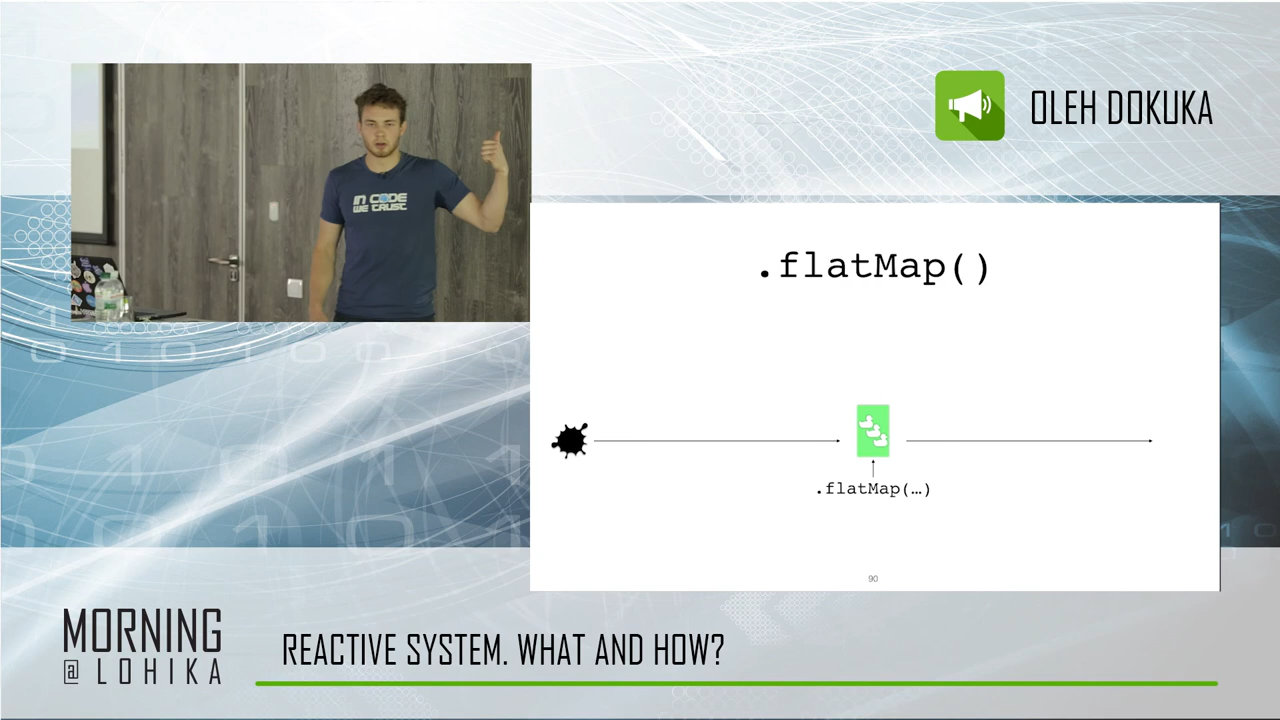 OLEH DOKUKA
IN CODE
WE TRUST
.flatMap()
.flatMap(…)
90
MORNING
@ LOHIKA
REACTIVE SYSTEM. WHAT AND HOW?